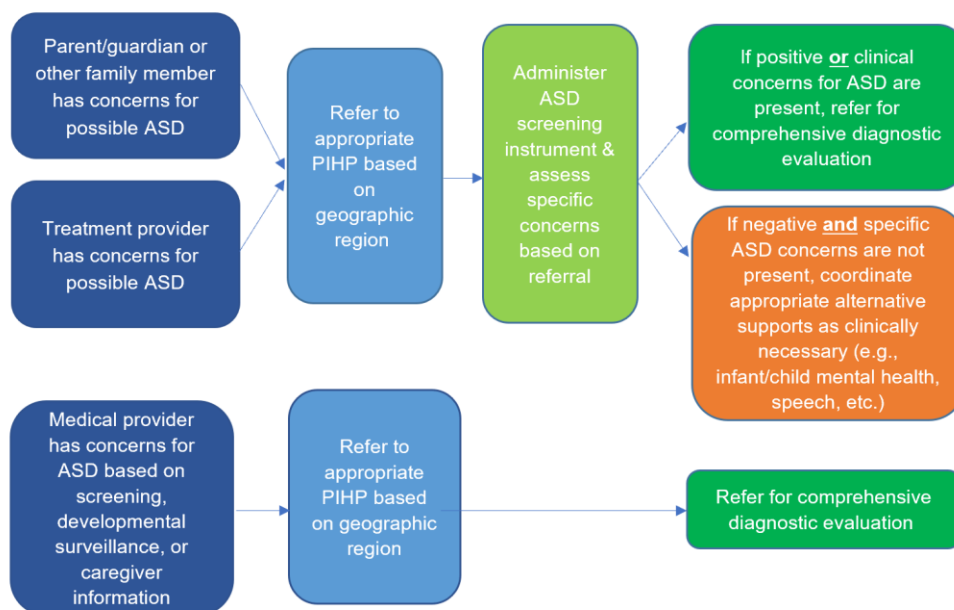 Parent/guardian or
other family member
has concerns for
possible ASD
Treatment provider
has concerns for
possible ASD
Refer to
appropriate
PIHP based
on
geographic
region
Administer
ASD
screening
instrument &
assess
specific
concerns
based on
referral
If positive or clinical
concerns for ASD
are present, refer for
comprehensive diagnostic
evaluation
If negative and specific
ASD concerns are not
present, coordinate
appropriate alternative
supports as clinically
necessary (e.g.,
infant/child mental health,
speech, etc.)
Medical provider
has concerns for
ASD based on
screening,
developmental
surveillance, or
caregiver
information
Refer to
appropriate
PIHP based
on geographic
region
Refer for comprehensive
diagnostic evaluation